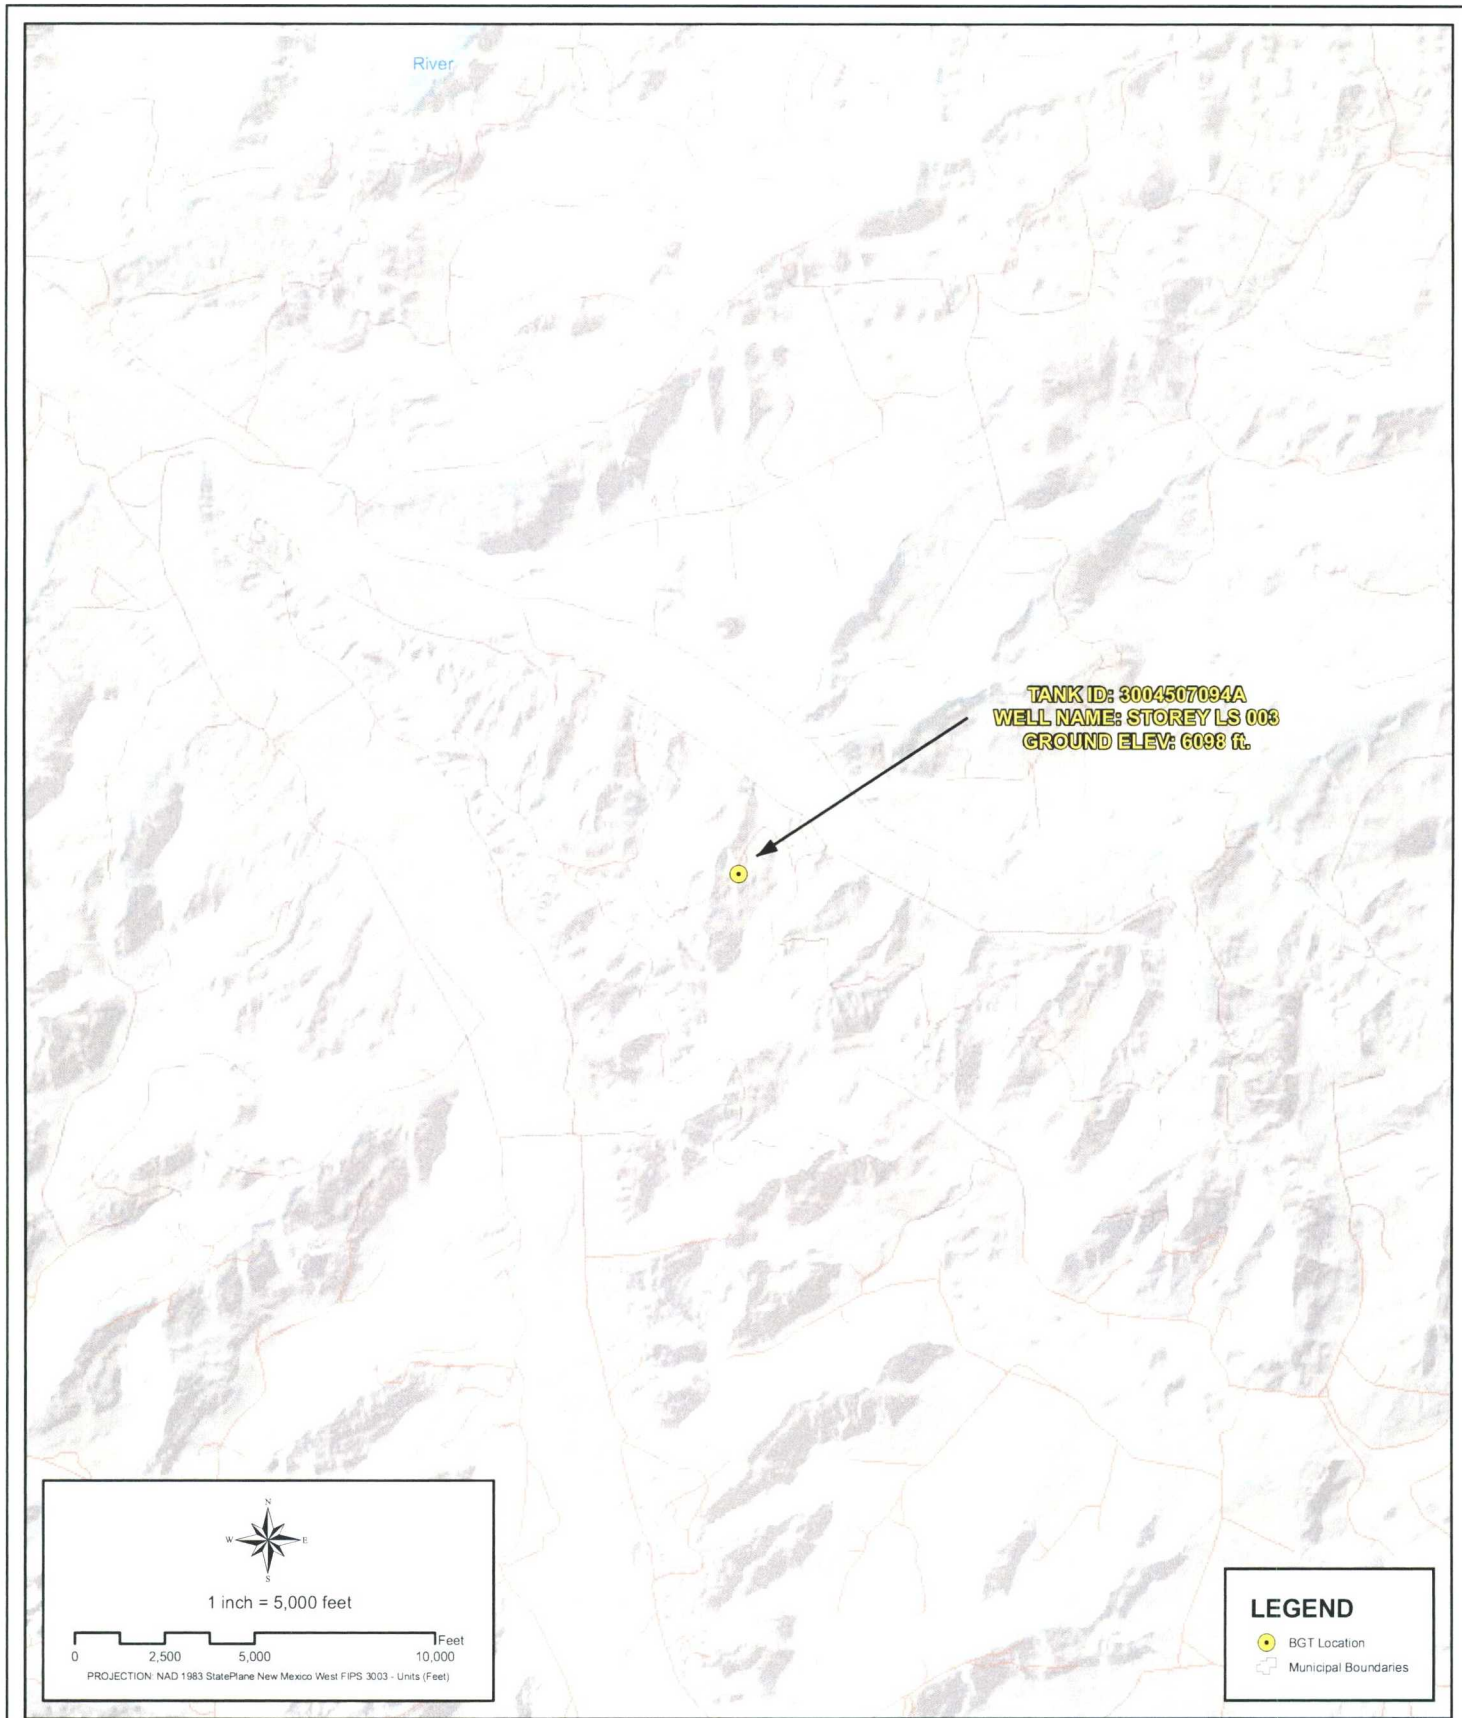 River
TANK ID: 3004507094A
WELL NAME: STOREY LS 003
GROUND ELEV: 6098 ft.
N
W E
S
1 inch = 5,000 feet
Feet
0 2,500 5,000 10,000
PROJECTION: NAD 1983 StatePlane New Mexico West FIPS 3003 - Units (Feet)
LEGEND
BGT Location
Municipal Boundaries